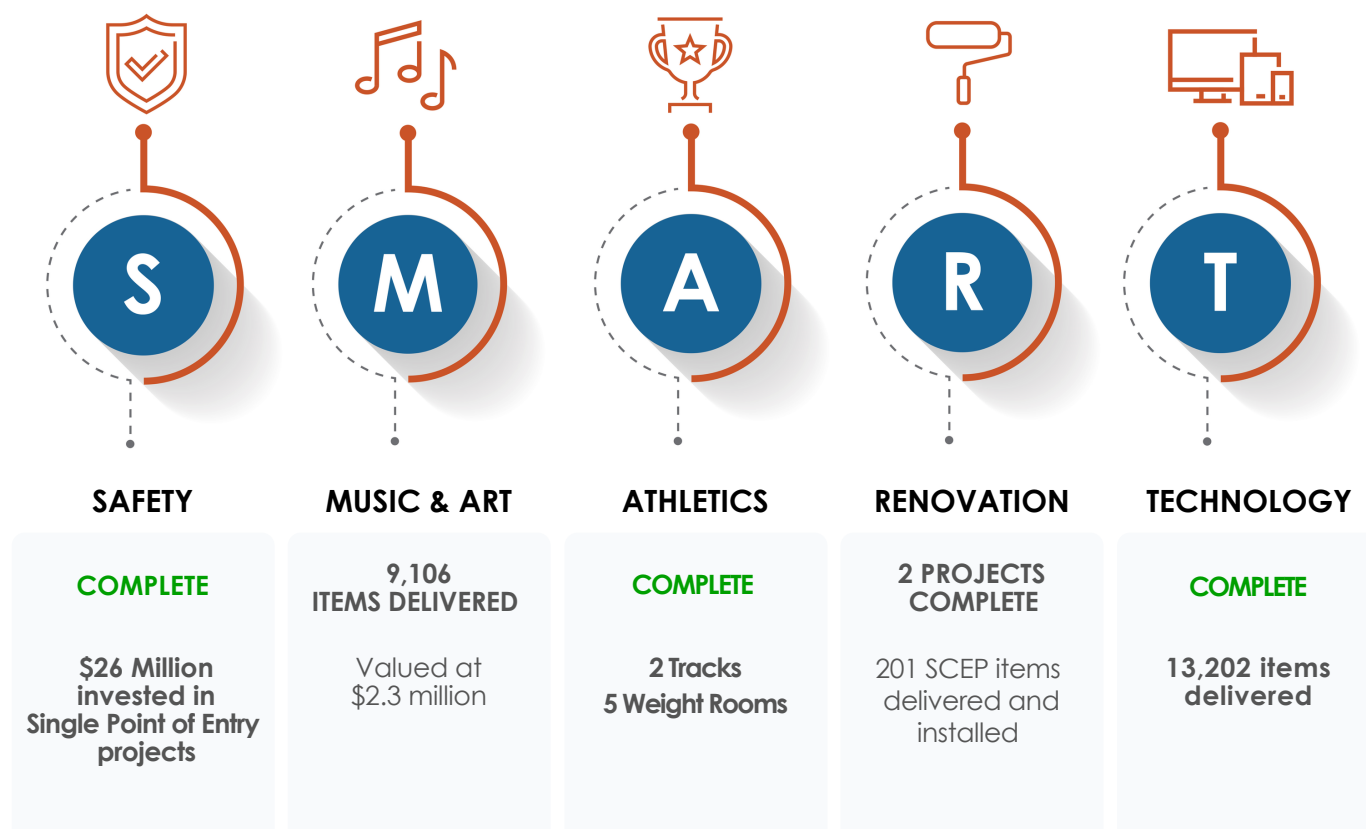 S
M
A
R
T
SAFETY
COMPLETE
$26 Million
invested in
Single Point of Entry
projects
MUSIC & ART
9,106
ITEMS DELIVERED
Valued at
$2.3 million
ATHLETICS
COMPLETE
2 Tracks
5 Weight Rooms
RENOVATION
2 PROJECTS
COMPLETE
201 SCEP items
delivered and
installed
TECHNOLOGY
COMPLETE
13,202 items
delivered